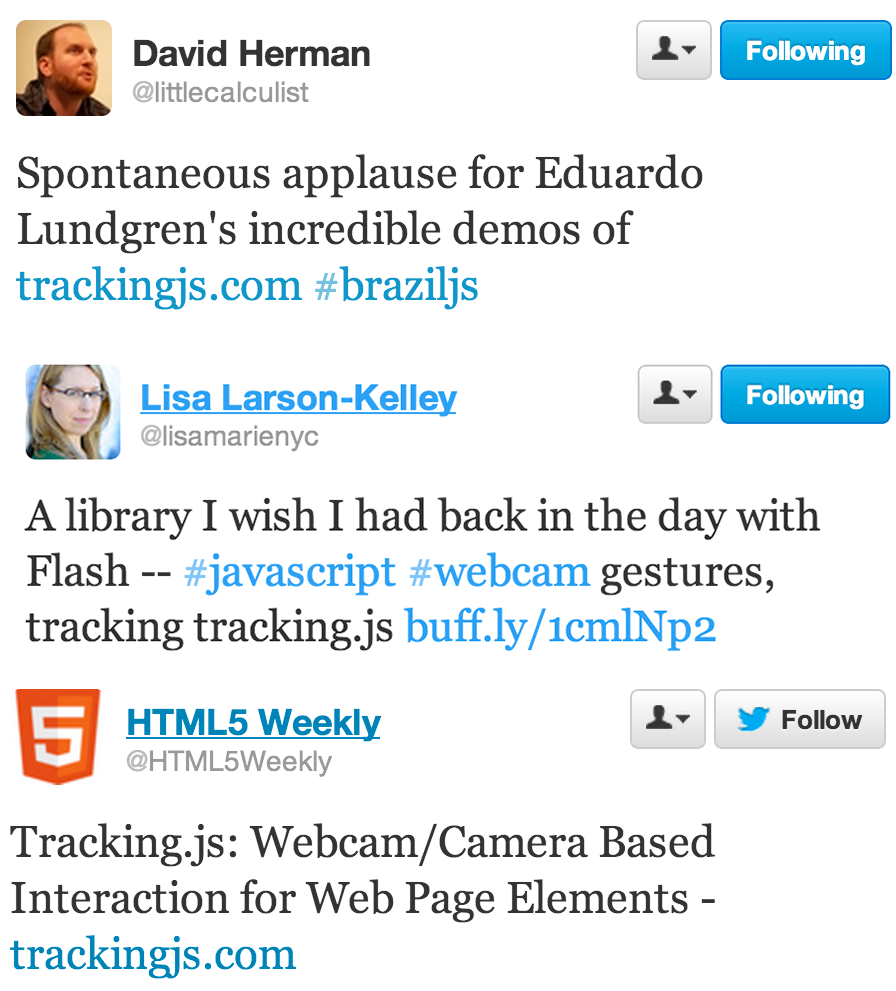 David Herman
@littlecalculist
Following
Spontaneous applause for Eduardo
Lundgren's incredible demos of
trackingjs.com #braziljs
Lisa Larson-Kelley
@lisamarienyc
Following
A library I wish I had back in the day with
Flash -- #javascript #webcam gestures,
tracking tracking.js buff.ly/1cmlNp2
5
HTML5 Weekly
@HTML5Weekly
Follow
Tracking.js: Webcam/Camera Based
Interaction for Web Page Elements -
trackingjs.com